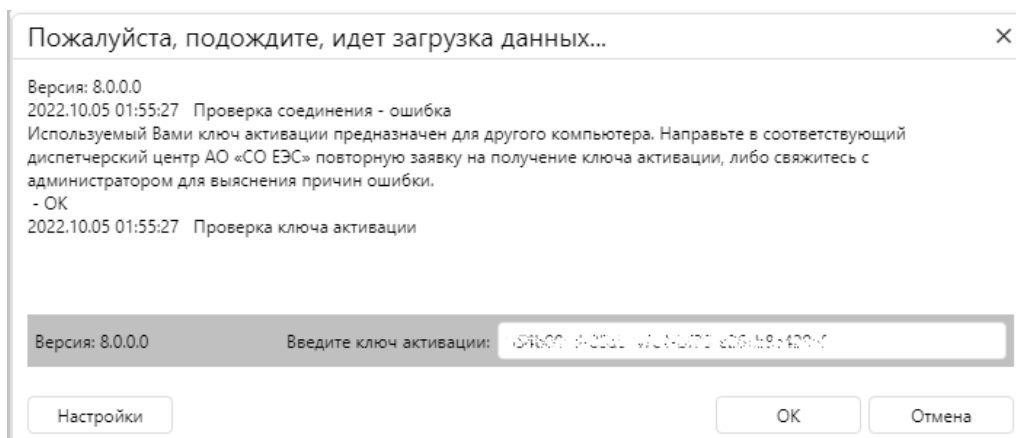 Пожалуйста, подождите, идет загрузка данных...
Версия: 8.0.0.0
2022.10.05 01:55:27 Проверка соединения - ошибка
Используемый Вами ключ активации предназначен для другого компьютера. Направьте в соответствующий
диспетчерский центр АО «СО ЕЭС» повторную заявку на получение ключа активации, либо свяжитесь с
администратором для выяснения причин ошибки.
- ОК
2022.10.05 01:55:27 Проверка ключа активации
Версия: 8.0.0.0 Введите ключ активации:
Настройки ОК Отмена